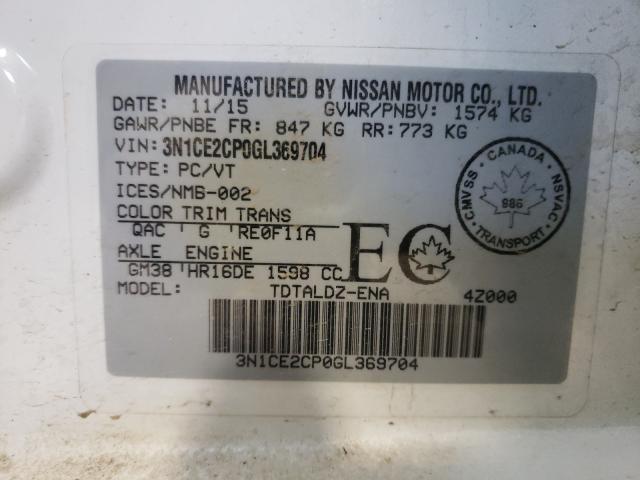 MANUFACTURED BY NISSAN MOTOR CO., LTD.
DATE: 11/15 GVWR/PNBV: 1574 KG
GAWR/PNBE FR: 847 KG RR: 773 KG
VIN: 3N1CE2CP0GL369704
TYPE: PC/VT
ICES/NMB-002
COLOR TRIM TRANS
QAC G RE0F11A
AXLE ENGINE
GM38 HR16DE 1598 CC
EC
MODEL: TDTALDZ-ENA 4Z000
3N1CE2CP0GL369704
CANADA
CMVSS NSVAC
986
TRANSPORT